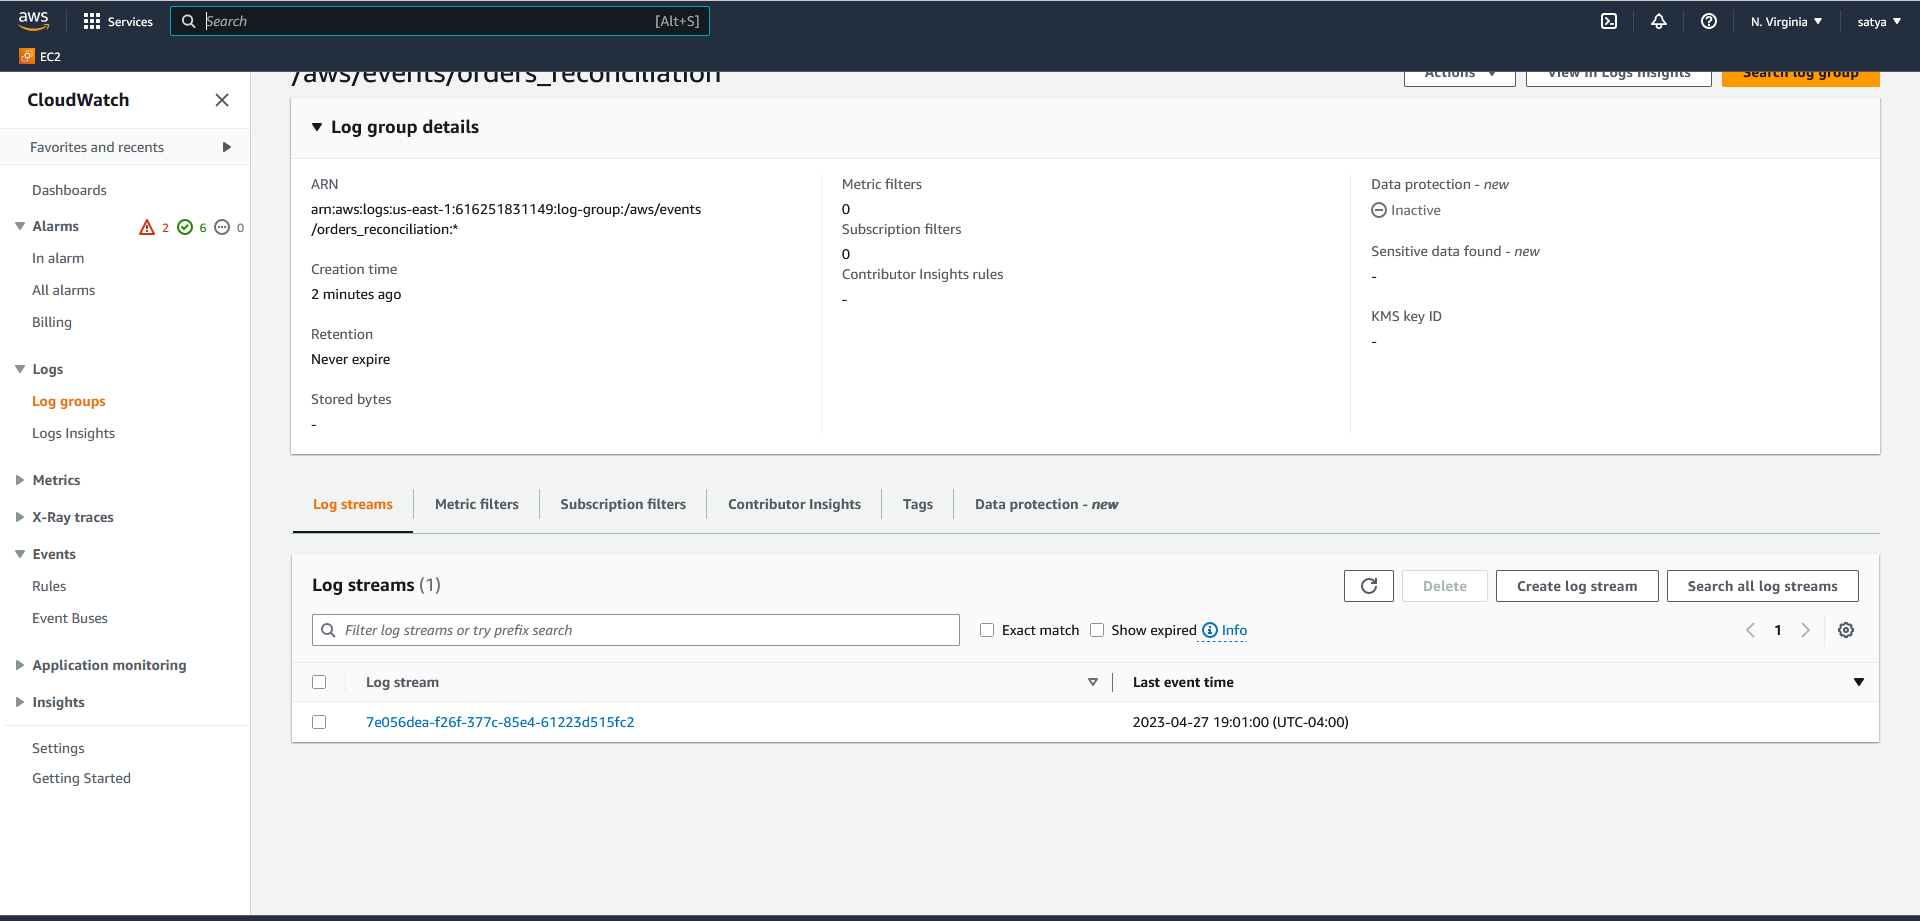 aws
Services
Search
[Alt+S]
N. Virginia
satya
EC2
CloudWatch
Favorites and recents
Dashboards
Alarms
2
6
0
In alarm
All alarms
Billing
Logs
Log groups
Logs Insights
Metrics
X-Ray traces
Events
Rules
Event Buses
Application monitoring
Insights
Settings
Getting Started
/aws/events/orders_reconciliation
Actions
View in Logs Insights
Search log group
Log group details
ARN
arn:aws:logs:us-east-1:616251831149:log-group:/aws/events
/orders_reconciliation:*
Creation time
2 minutes ago
Retention
Never expire
Stored bytes
-
Metric filters
0
Subscription filters
0
Contributor Insights rules
-
Data protection - new
Inactive
Sensitive data found - new
-
KMS key ID
-
Log streams
Metric filters
Subscription filters
Contributor Insights
Tags
Data protection - new
Log streams (1)
Delete
Create log stream
Search all log streams
Filter log streams or try prefix search
Exact match
Show expired
Info
1
Log stream
Last event time
7e056dea-f26f-377c-85e4-61223d515fc2
2023-04-27 19:01:00 (UTC-04:00)